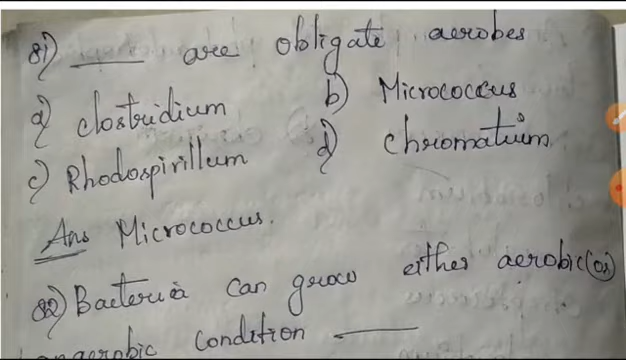 81) ____ are obligate aerobes
a) clostridium b) Micrococcus
c) Rhodospirillum d) chromatium
Ans Micrococcus.
82) Bacteria can grow either aerobic (or)
anaerobic condition ____